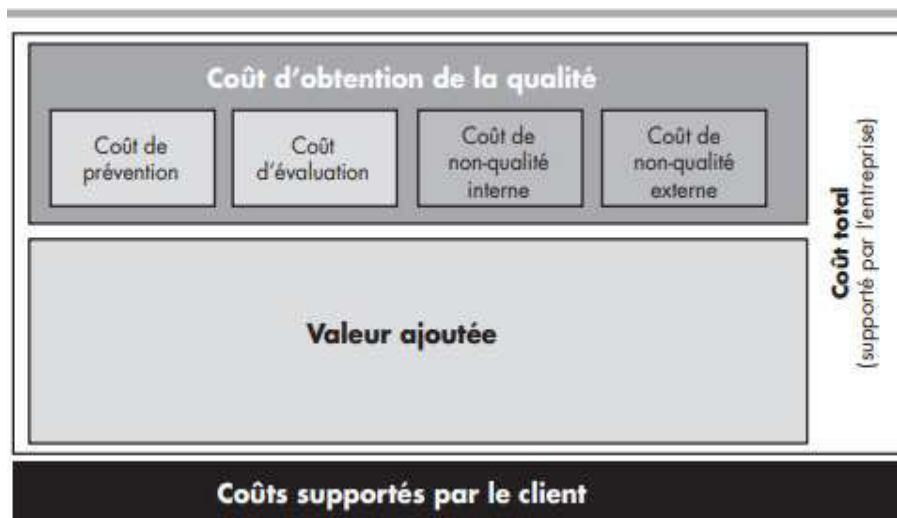 Coût d'obtention de la qualité
Coût de
prévention
Coût
d'évaluation
Coût de
non-qualité
interne
Coût de
non-qualité
externe
Valeur ajoutée
Coût total
(supporté par l'entreprise)
Coûts supportés par le client